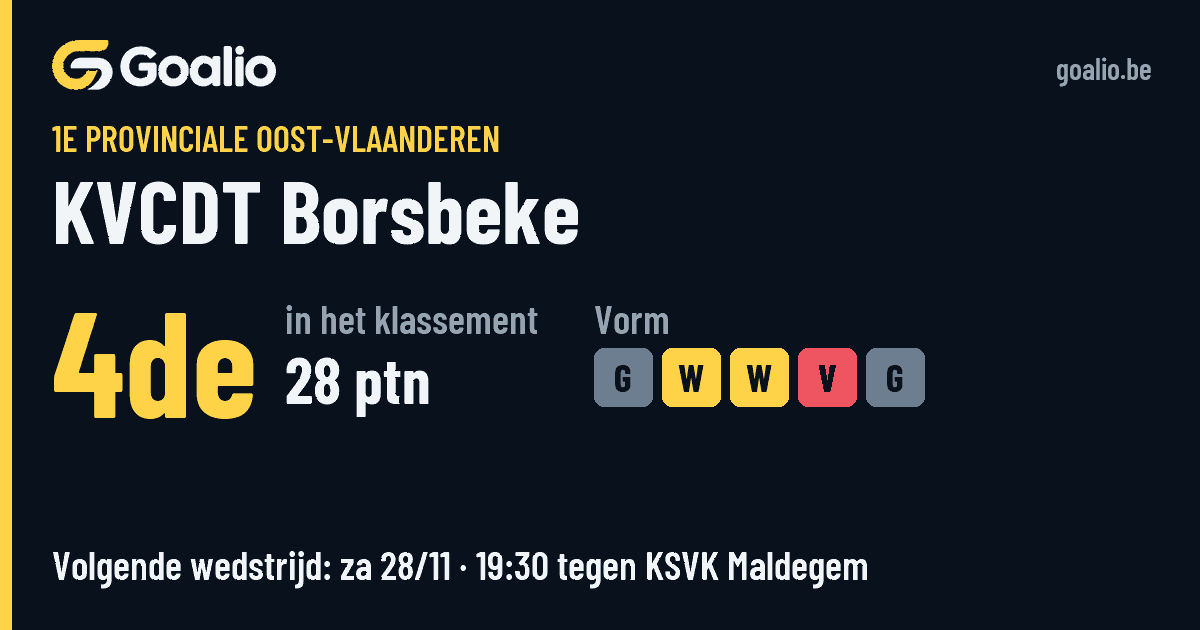 Goalio
goalio.be
1E PROVINCIALE OOST-VLAANDEREN
KVCDT Borsbeke
4de
in het klassement
28 ptn
Vorm
G W W V G
Volgende wedstrijd: za 28/11 · 19:30 tegen KSVK Maldegem